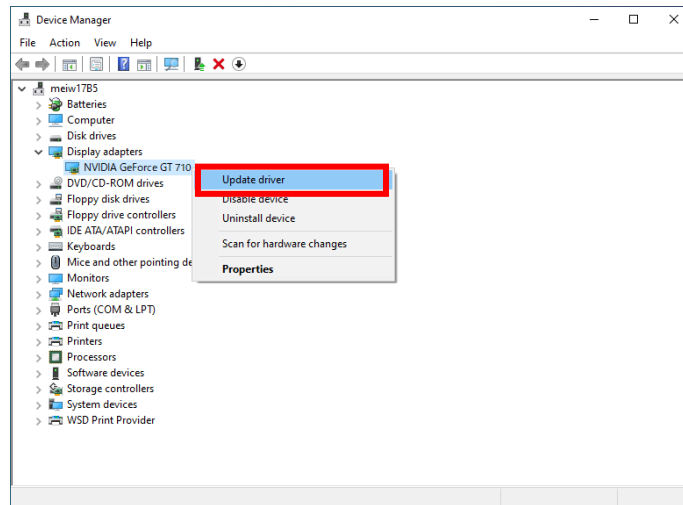 Device Manager
File Action View Help
meiw17B5
Batteries
Computer
Disk drives
Display adapters
NVIDIA GeForce GT 710
Update driver
DVD/CD-ROM drives
Disable device
Floppy disk drives
Floppy drive controllers
Uninstall device
IDE ATA/ATAPI controllers
Keyboards
Scan for hardware changes
Mice and other pointing de
Properties
Monitors
Network adapters
Ports (COM & LPT)
Print queues
Printers
Processors
Software devices
Storage controllers
System devices
WSD Print Provider